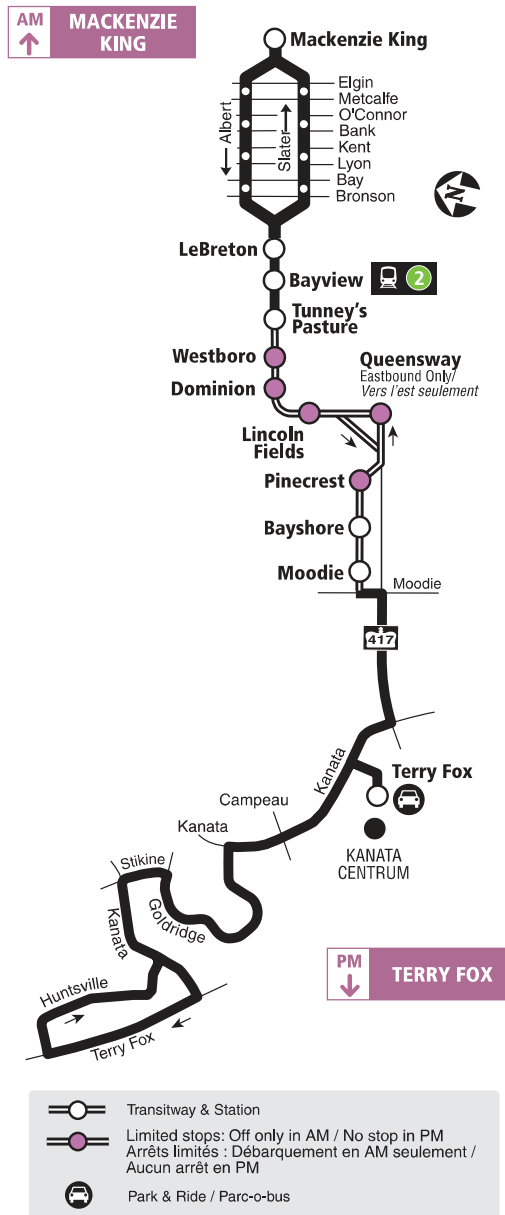 AM
MACKENZIE
KING
Mackenzie King
Elgin
Metcalfe
O'Connor
Bank
Kent
Lyon
Bay
Bronson
Albert
Slater
N
LeBreton
Bayview
2
Tunney's
Pasture
Westboro
Dominion
Queensway
Eastbound Only/
Vers l'est seulement
Lincoln
Fields
Pinecrest
Bayshore
Moodie
Moodie
417
Kanata
Terry Fox
Campeau
Kanata
KANATA
CENTRUM
Stikine
Goldridge
Kanata
Huntsville
Terry Fox
PM
TERRY FOX
Transitway & Station
Limited stops: Off only in AM / No stop in PM
Arrêts limités : Débarquement en AM seulement /
Aucun arrêt en PM
Park & Ride / Parc-o-bus